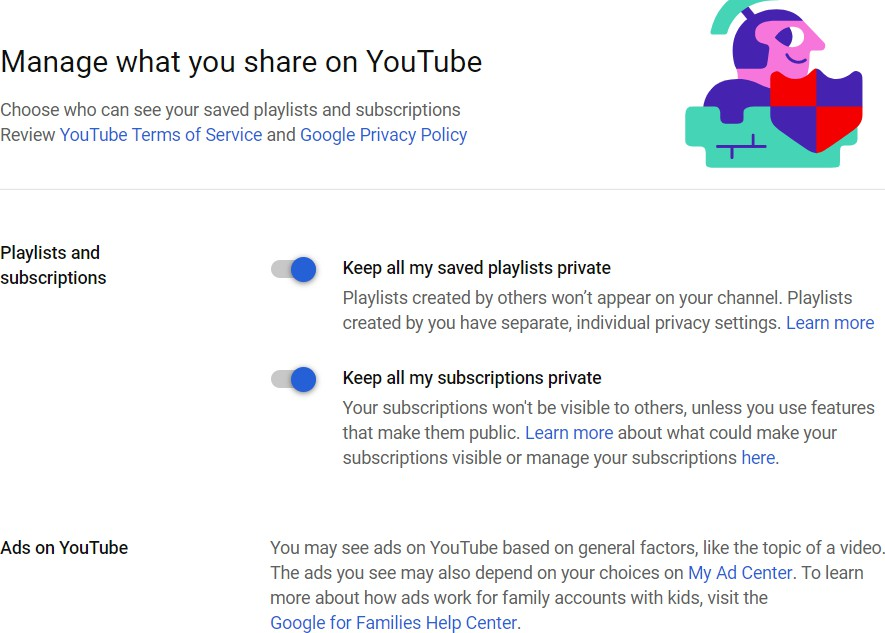 Manage what you share on YouTube
Choose who can see your saved playlists and subscriptions
Review YouTube Terms of Service and Google Privacy Policy
Playlists and
subscriptions
Keep all my saved playlists private
Playlists created by others won’t appear on your channel. Playlists
created by you have separate, individual privacy settings. Learn more
Keep all my subscriptions private
Your subscriptions won't be visible to others, unless you use features
that make them public. Learn more about what could make your
subscriptions visible or manage your subscriptions here.
Ads on YouTube
You may see ads on YouTube based on general factors, like the topic of a video.
The ads you see may also depend on your choices on My Ad Center. To learn
more about how ads work for family accounts with kids, visit the
Google for Families Help Center.